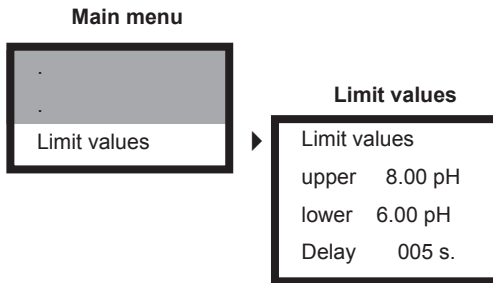 Main menu
.
.
Limit values
Limit values
Limit values
upper 8.00 pH
lower 6.00 pH
Delay 005 s.